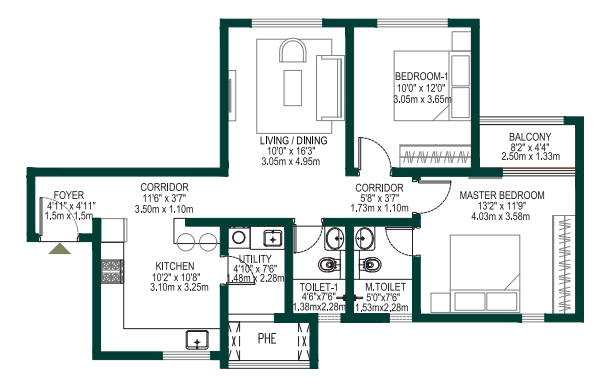 BEDROOM-1
10'0" x 12'0"
3.05m x 3.65m
LIVING / DINING
10'0" x 16'3"
3.05m x 4.95m
BALCONY
8'2" x 4'4"
2.50m x 1.33m
FOYER
4'11" x 4'11"
1.5m x 1.5m
CORRIDOR
11'6" x 3'7"
3.50m x 1.10m
CORRIDOR
5'8" x 3'7"
1.73m x 1.10m
MASTER BEDROOM
13'2" x 11'9"
4.03m x 3.58m
KITCHEN
10'2" x 10'8"
3.10m x 3.25m
UTILITY
4'10" x 7'6"
1.48m x 2.28m
TOILET-1
4'6"x7'6"
1.38mx2.28m
M.TOILET
5'0"x7'6"
1.53mx2.28m
PHE